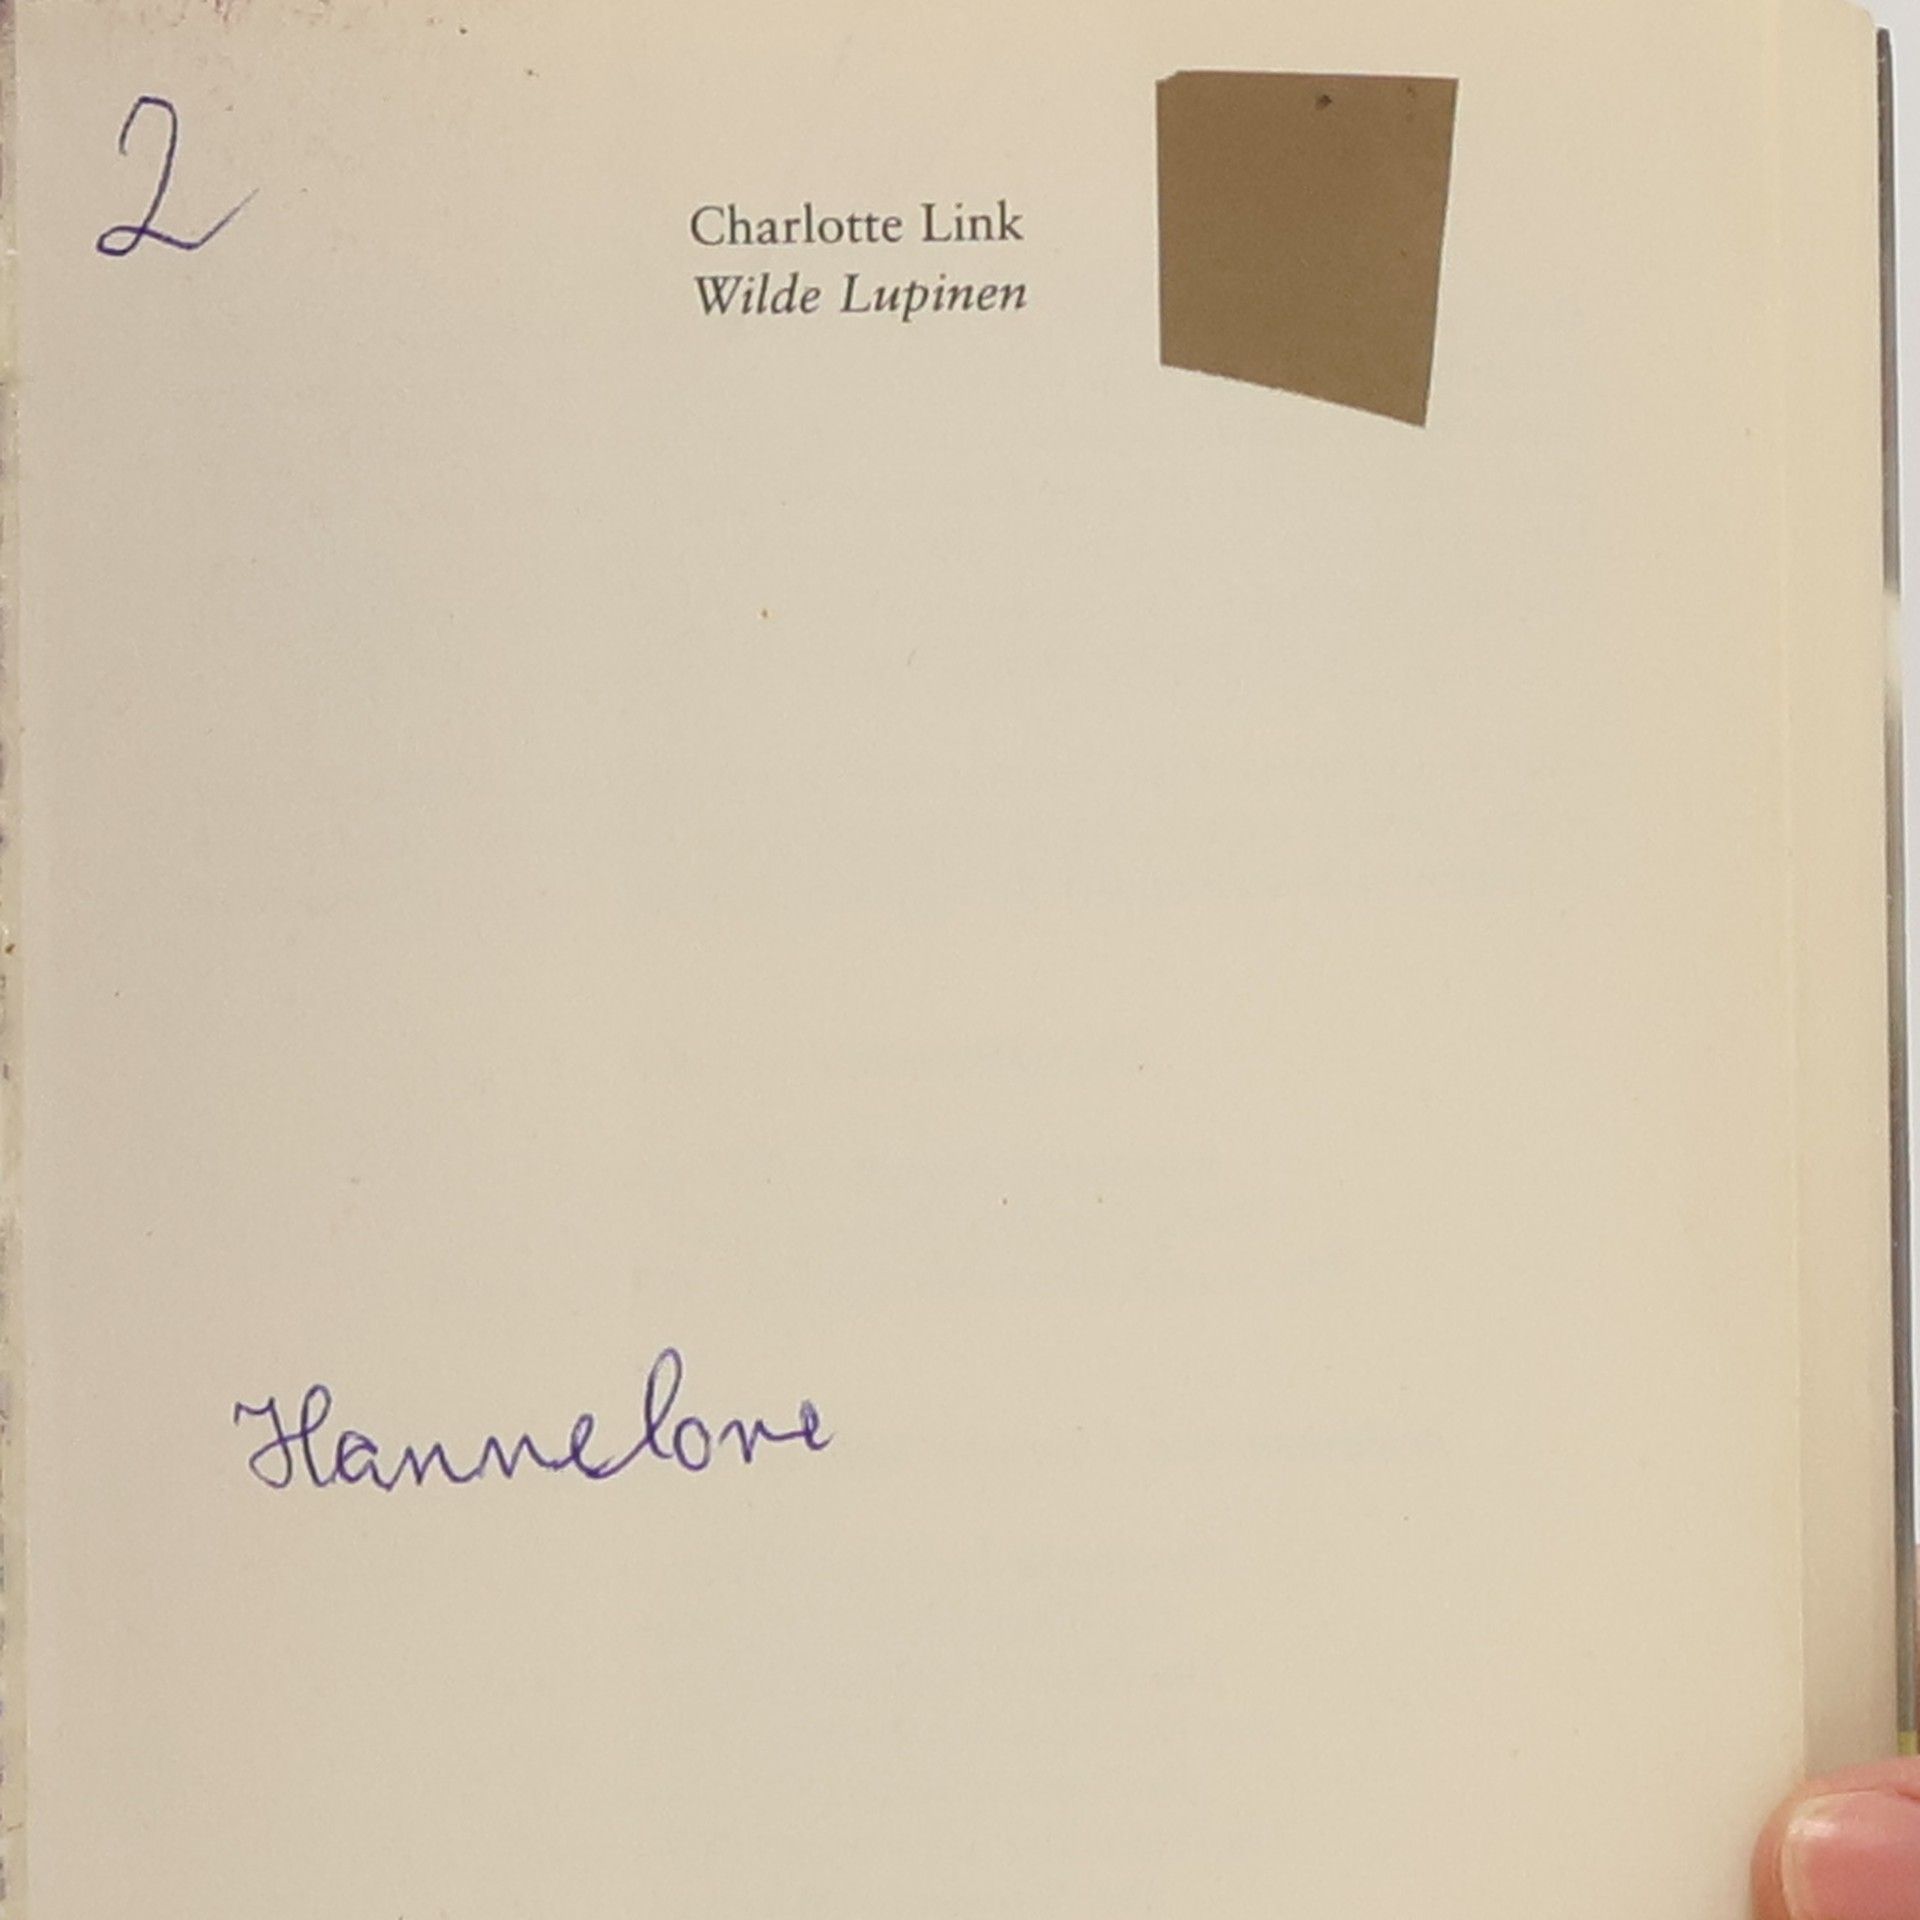 2
Charlotte Link
Wilde Lupinen
Hannelore